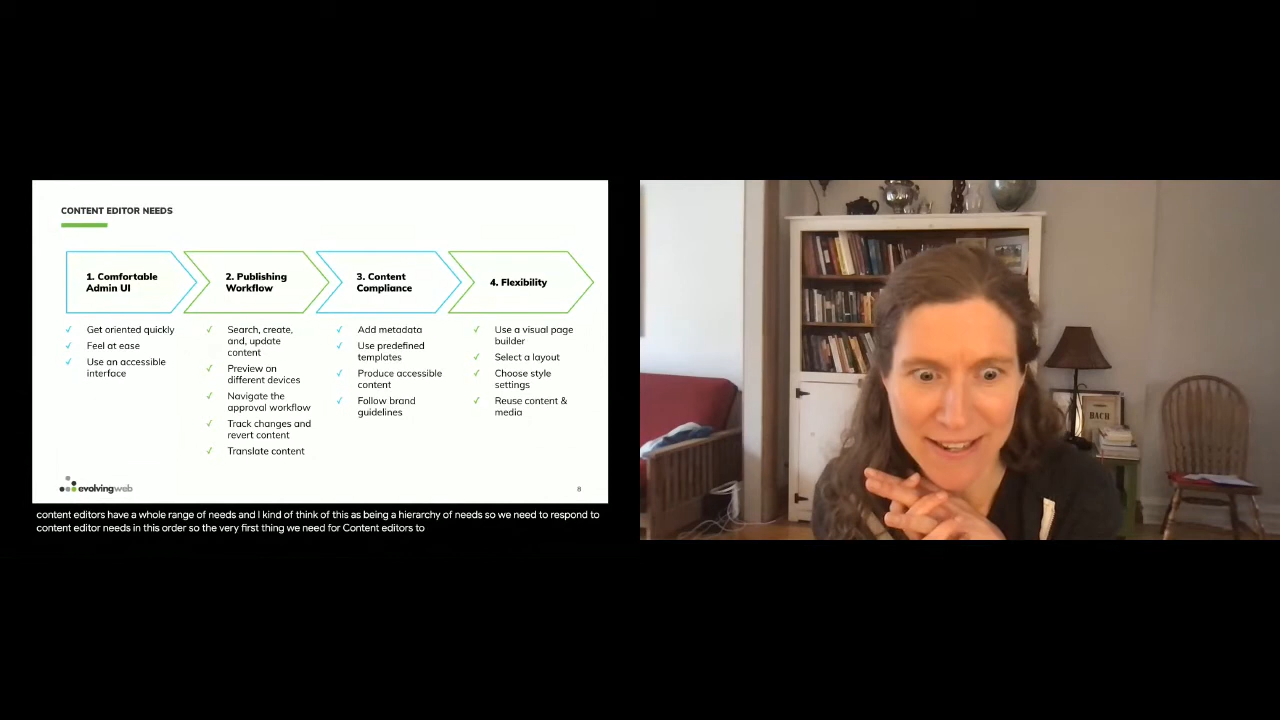 CONTENT EDITOR NEEDS
1. Comfortable
Admin UI
2. Publishing
Workflow
3. Content
Compliance
4. Flexibility
✓ Get oriented quickly
✓ Feel at ease
✓ Use an accessible
interface
✓ Search, create,
and, update
content
✓ Preview on
different devices
✓ Navigate the
approval workflow
✓ Track changes and
revert content
✓ Translate content
✓ Add metadata
✓ Use predefined
templates
✓ Produce accessible
content
✓ Follow brand
guidelines
✓ Use a visual page
builder
✓ Select a layout
✓ Choose style
settings
✓ Reuse content &
media
evolvingweb
8
content editors have a whole range of needs and I kind of think of this as being a hierarchy of needs so we need to respond to
content editor needs in this order so the very first thing we need for Content editors to
BACH